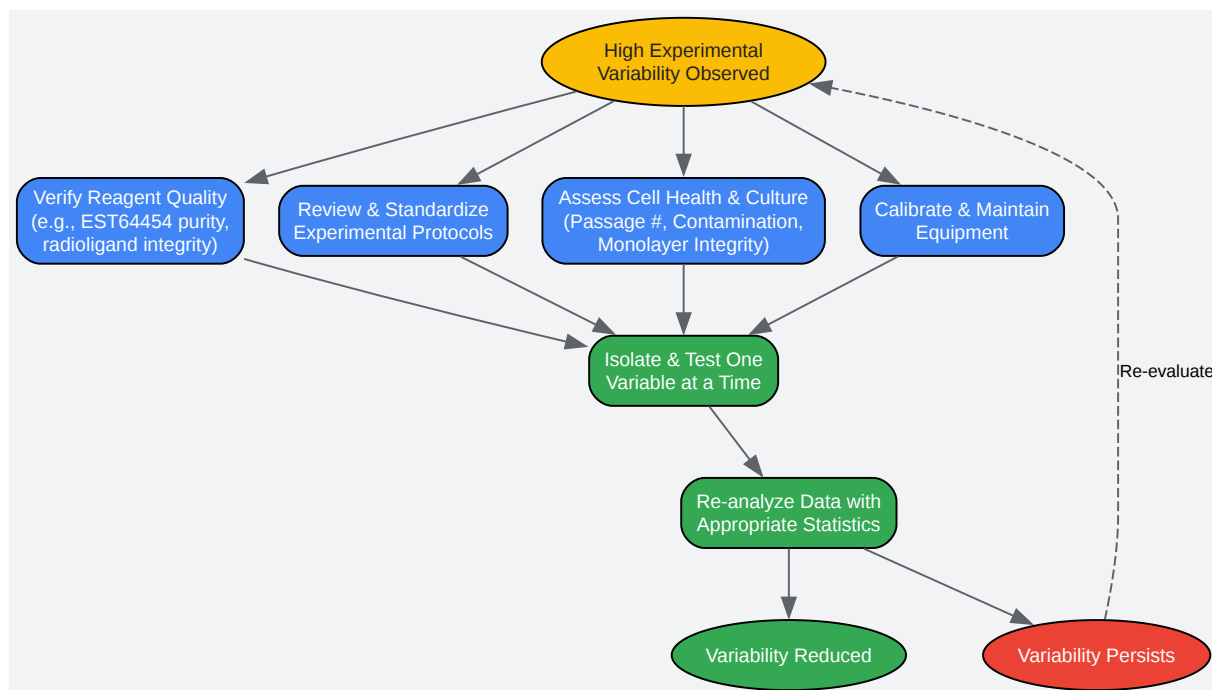 High Experimental
Variability Observed
Verify Reagent Quality
(e.g., EST64454 purity,
radioligand integrity)
Review & Standardize
Experimental Protocols
Assess Cell Health & Culture
(Passage #, Contamination,
Monolayer Integrity)
Calibrate & Maintain
Equipment
Isolate & Test One
Variable at a Time
Re-evaluate
Re-analyze Data with
Appropriate Statistics
Variability Reduced
Variability Persists